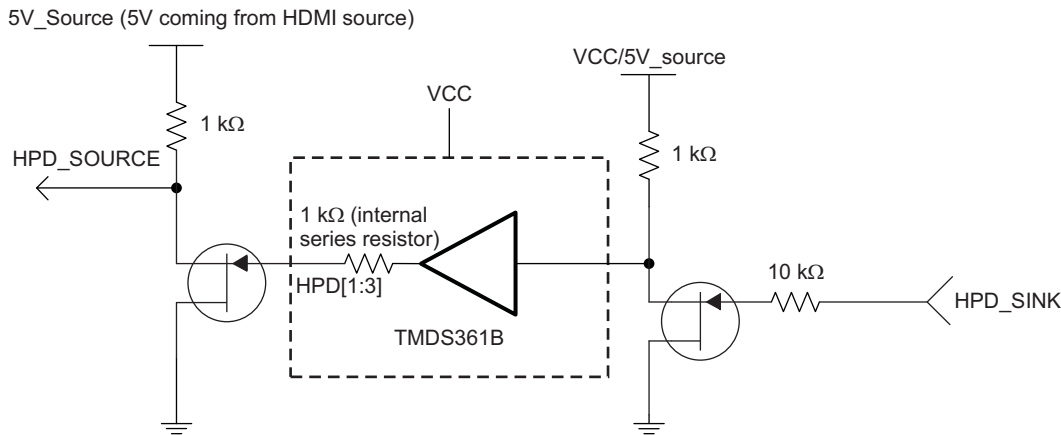 5V_Source (5V coming from HDMI source)
VCC/5V_source
VCC
1 kΩ
1 kΩ
HPD_SOURCE
1 kΩ (internal
series resistor)
HPD[1:3]
10 kΩ
HPD_SINK
TMDS361B